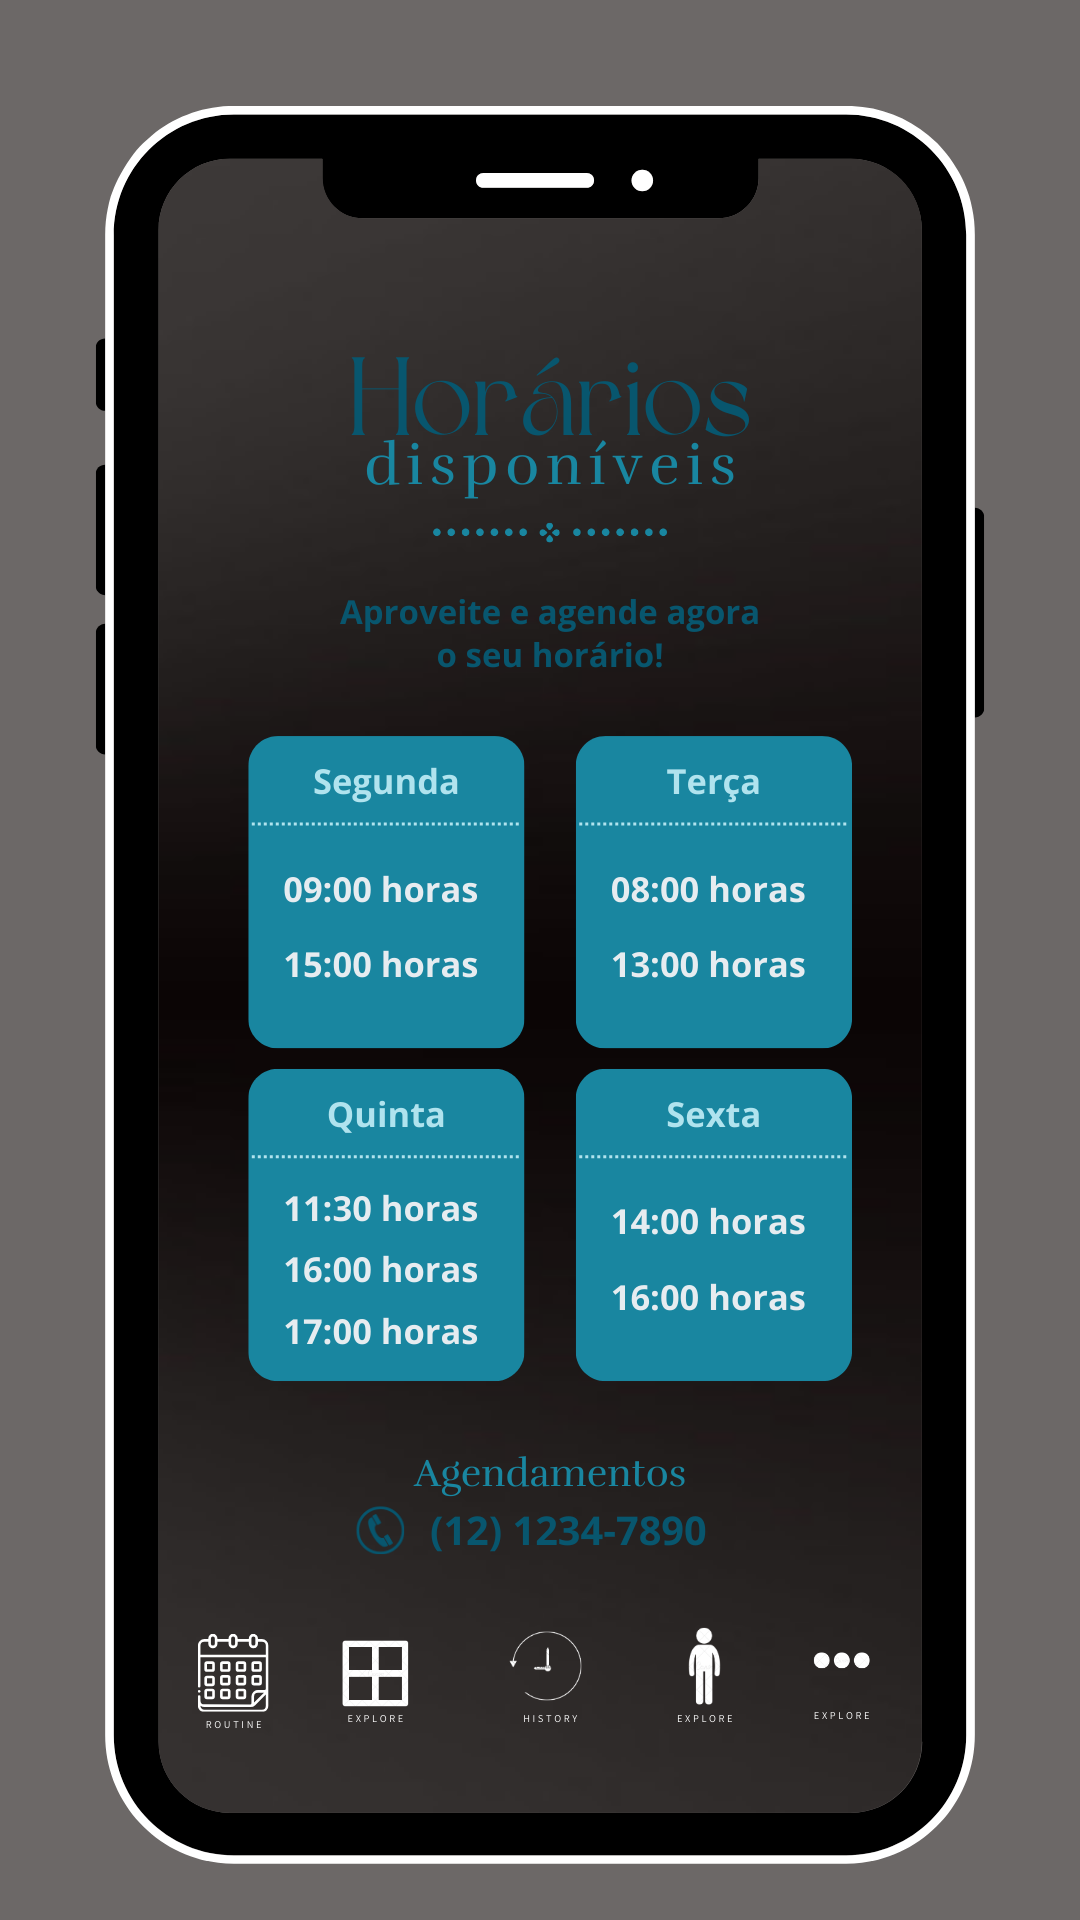 Horários
disponíveis
Aproveite e agende agora
o seu horário!
Segunda
09:00 horas
15:00 horas
Terça
08:00 horas
13:00 horas
Quinta
11:30 horas
16:00 horas
17:00 horas
Sexta
14:00 horas
16:00 horas
Agendamentos
(12) 1234-7890
ROUTINE
EXPLORE
HISTORY
EXPLORE
EXPLORE